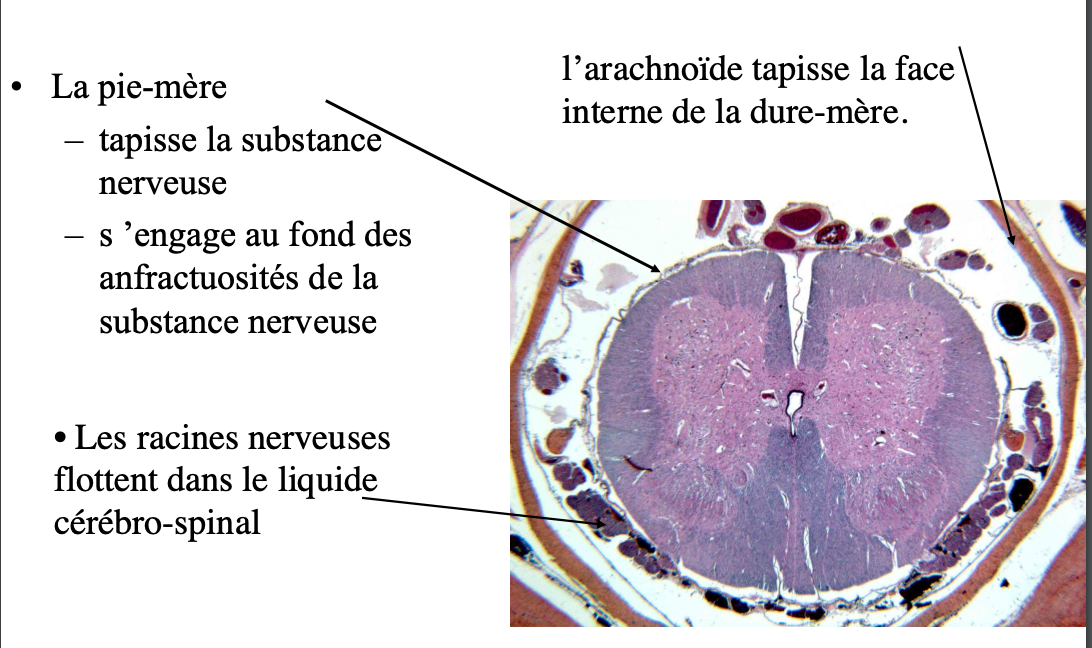 • La pie-mère
– tapisse la substance
nerveuse
– s ’engage au fond des
anfractuosités de la
substance nerveuse
• Les racines nerveuses
flottent dans le liquide
cérébro-spinal
l’arachnoïde tapisse la face
interne de la dure-mère.